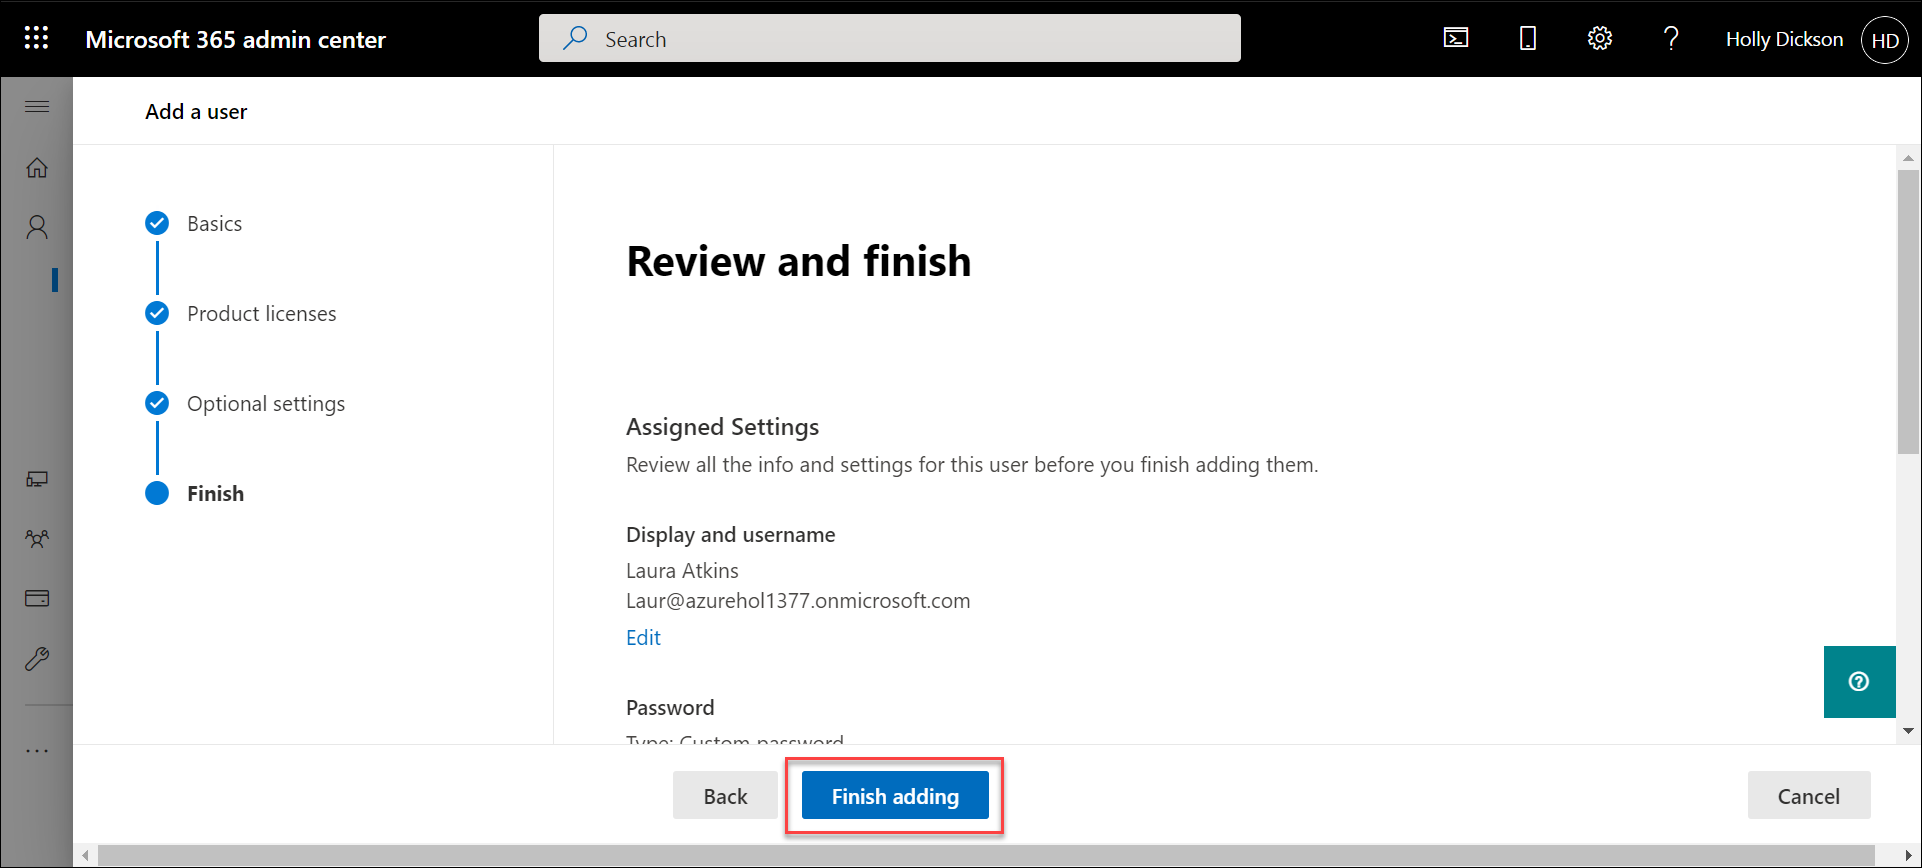 Microsoft 365 admin center
Search
Holly Dickson
HD
Add a user
Basics
Product licenses
Optional settings
Finish
Review and finish
Assigned Settings
Review all the info and settings for this user before you finish adding them.
Display and username
Laura Atkins
Laur@azurehol1377.onmicrosoft.com
Edit
Password
Type: Custom password
Back
Finish adding
Cancel